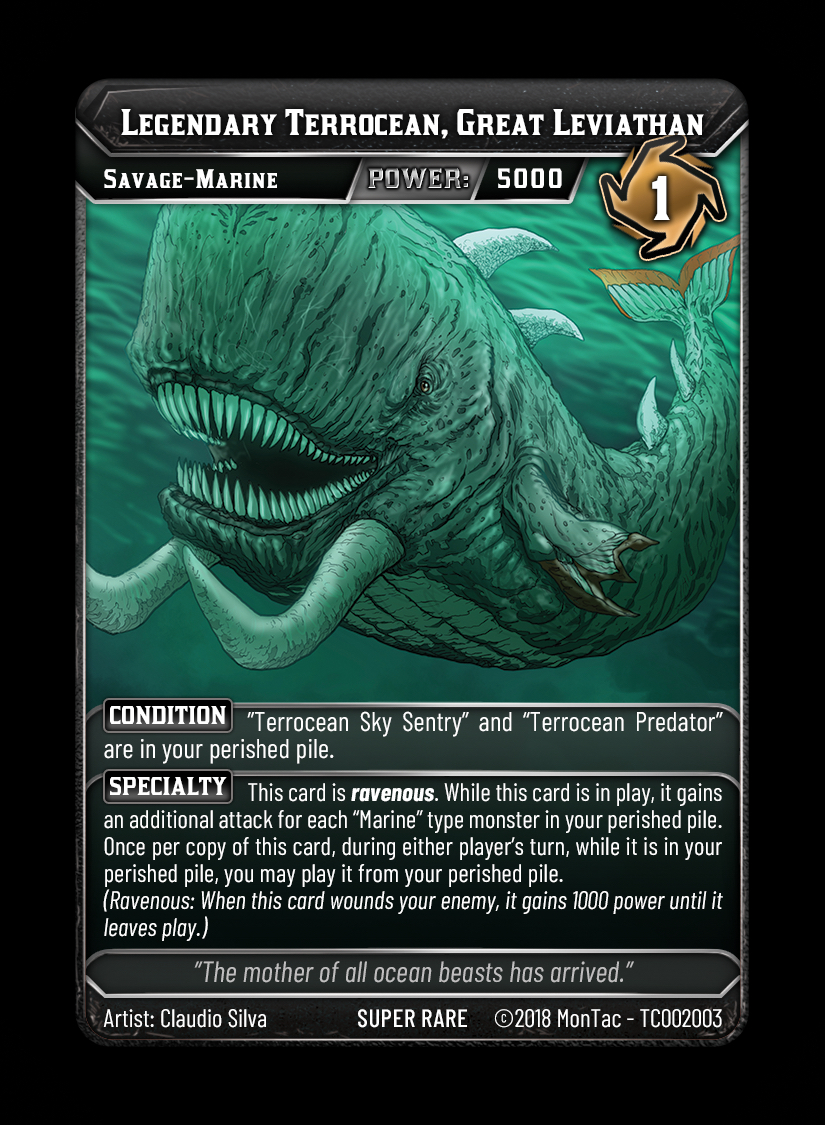 Legendary Terrocean, Great Leviathan
Savage-Marine POWER: 5000
1
CONDITION "Terrocean Sky Sentry" and "Terrocean Predator"
are in your perished pile.
SPECIALTY This card is ravenous. While this card is in play, it gains
an additional attack for each "Marine" type monster in your perished pile.
Once per copy of this card, during either player's turn, while it is in your
perished pile, you may play it from your perished pile.
(Ravenous: When this card wounds your enemy, it gains 1000 power until it
leaves play.)
"The mother of all ocean beasts has arrived."
Artist: Claudio Silva SUPER RARE ©2018 MonTac - TC002003